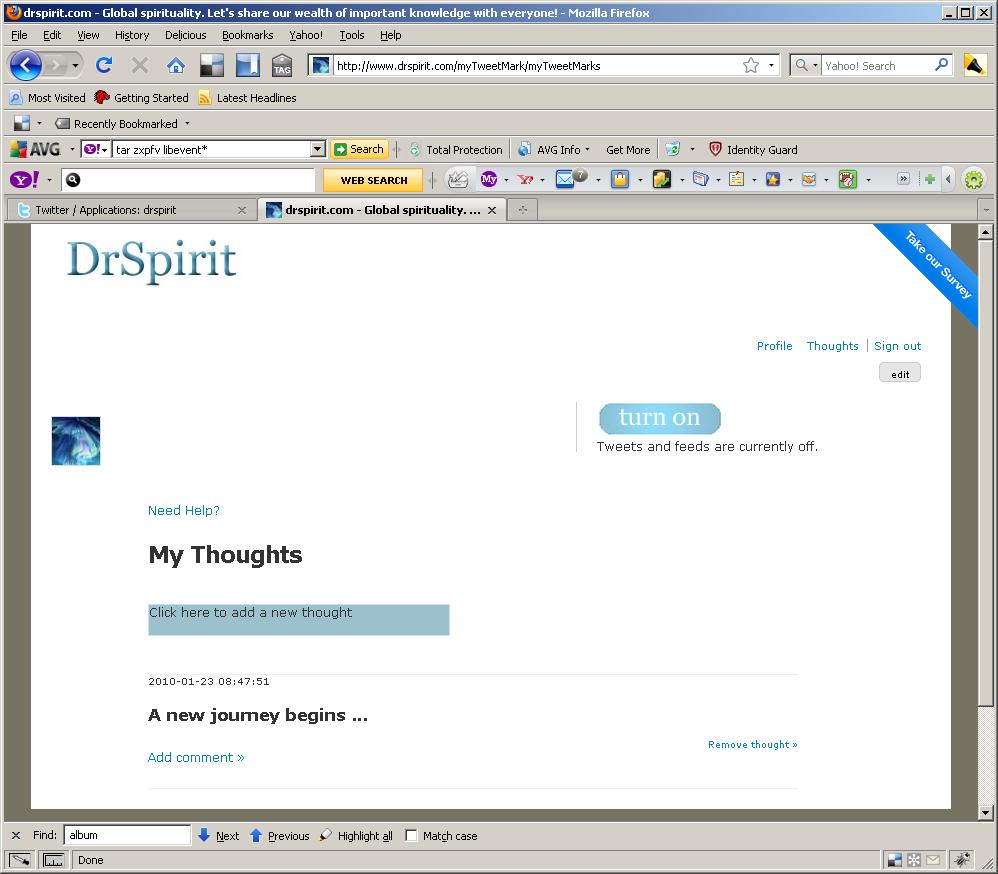 drspirit.com - Global spirituality. Let's share our wealth of important knowledge with everyone! - Mozilla Firefox
File Edit View History Delicious Bookmarks Yahoo! Tools Help
TAG http://www.drspirit.com/myTweetMark/myTweetMarks Yahoo! Search
Most Visited Getting Started Latest Headlines
Recently Bookmarked
AVG Y! tar zxpfv libevent* Search Total Protection AVG Info Get More Identity Guard
Y! WEB SEARCH My Y! 7 »
Twitter / Applications: drspirit drspirit.com - Global spirituality. ...
DrSpirit
Take our Survey
Profile Thoughts Sign out
edit
turn on
Tweets and feeds are currently off.
Need Help?
My Thoughts
Click here to add a new thought
2010-01-23 08:47:51
A new journey begins ...
Remove thought »
Add comment »
Find: album Next Previous Highlight all Match case
Done